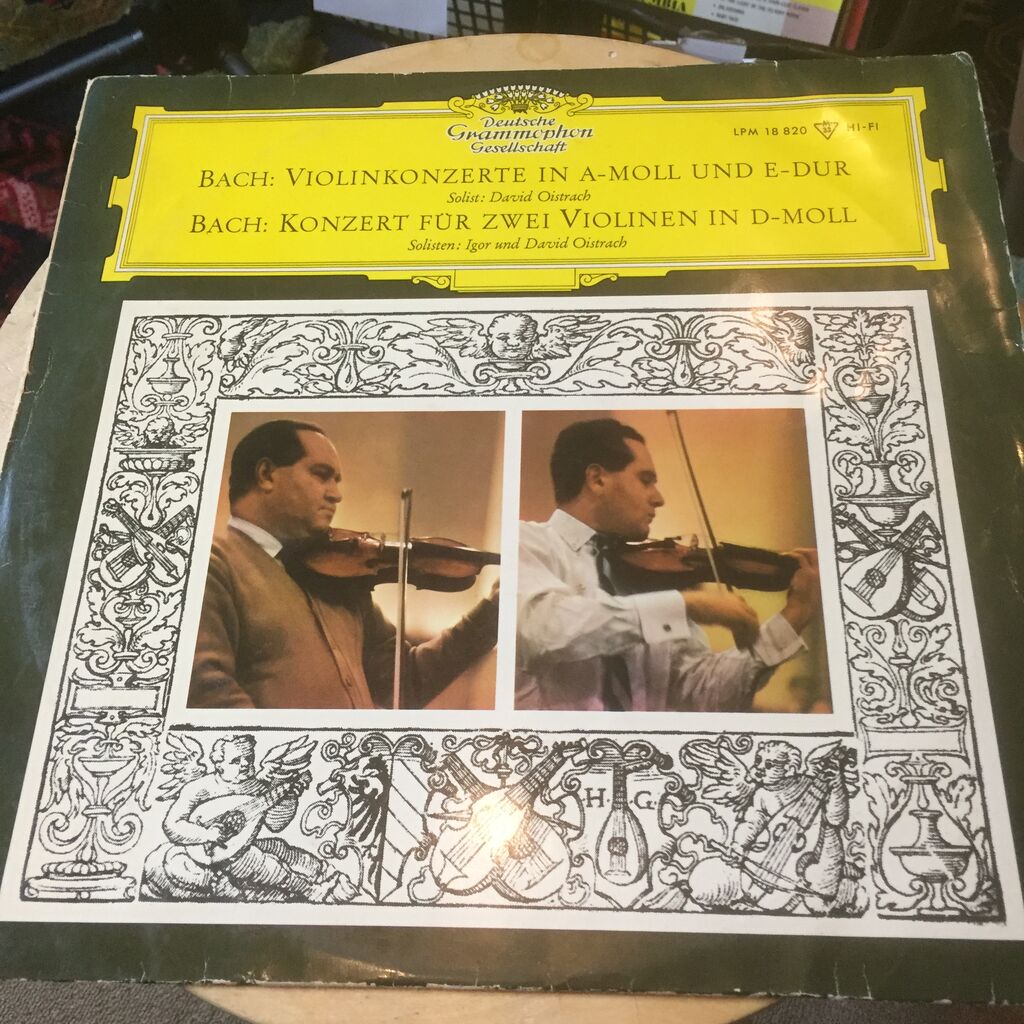 Deutsche
Grammophon
Gesellschaft
LPM 18 820 33 HI-FI
BACH: VIOLINKONZERTE IN A-MOLL UND E-DUR
Solist: David Oistrach
BACH: KONZERT FÜR ZWEI VIOLINEN IN D-MOLL
Solisten: Igor und David Oistrach
H. G.